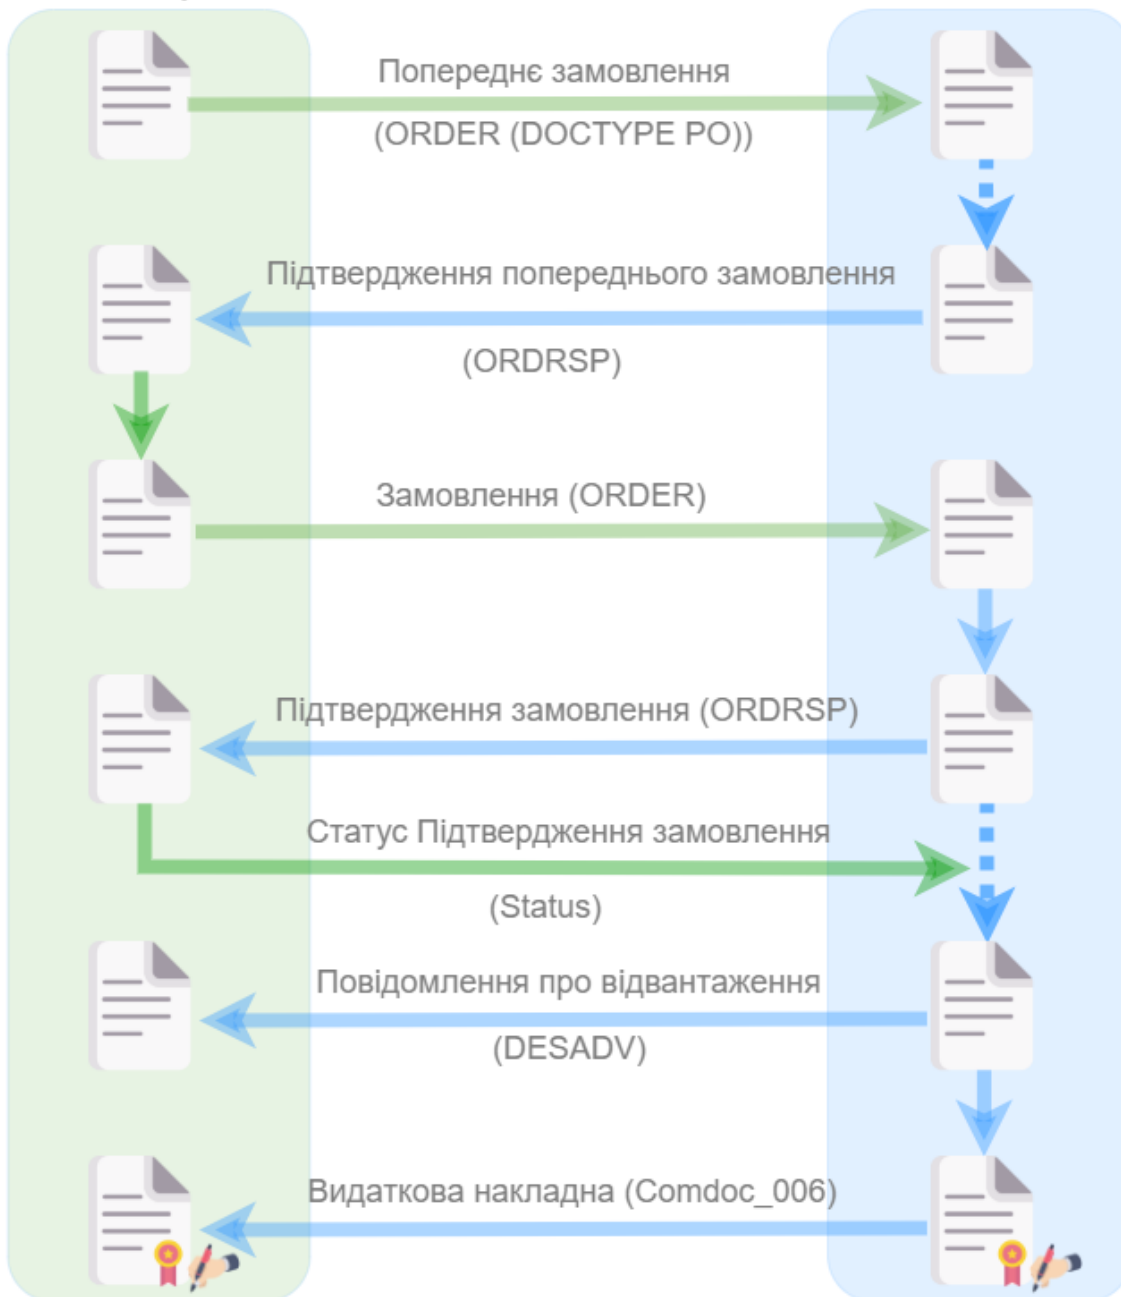 Попереднє замовлення
(ORDER (DOCTYPE PO))
Підтвердження попереднього замовлення
(ORDRSP)
Замовлення (ORDER)
Підтвердження замовлення (ORDRSP)
Статус Підтвердження замовлення
(Status)
Повідомлення про відвантаження
(DESADV)
Видаткова накладна (Comdoc_006)